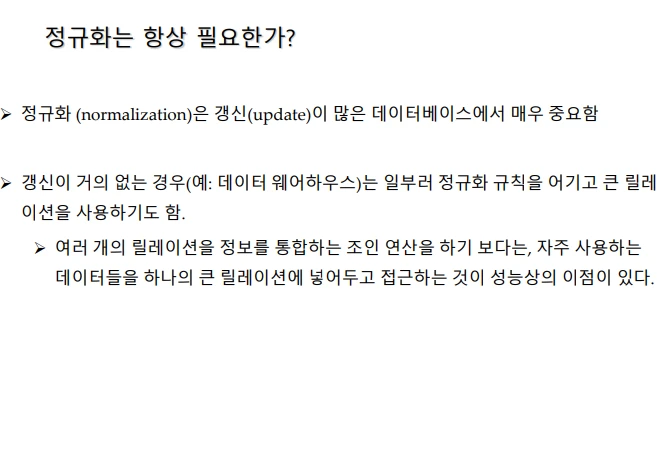 정규화는 항상 필요한가?
➢ 정규화 (normalization)은 갱신(update)이 많은 데이터베이스에서 매우 중요함
➢ 갱신이 거의 없는 경우(예: 데이터 웨어하우스)는 일부러 정규화 규칙을 어기고 큰 릴레
이션을 사용하기도 함.
➢ 여러 개의 릴레이션을 정보를 통합하는 조인 연산을 하기 보다는, 자주 사용하는
데이터들을 하나의 큰 릴레이션에 넣어두고 접근하는 것이 성능상의 이점이 있다.